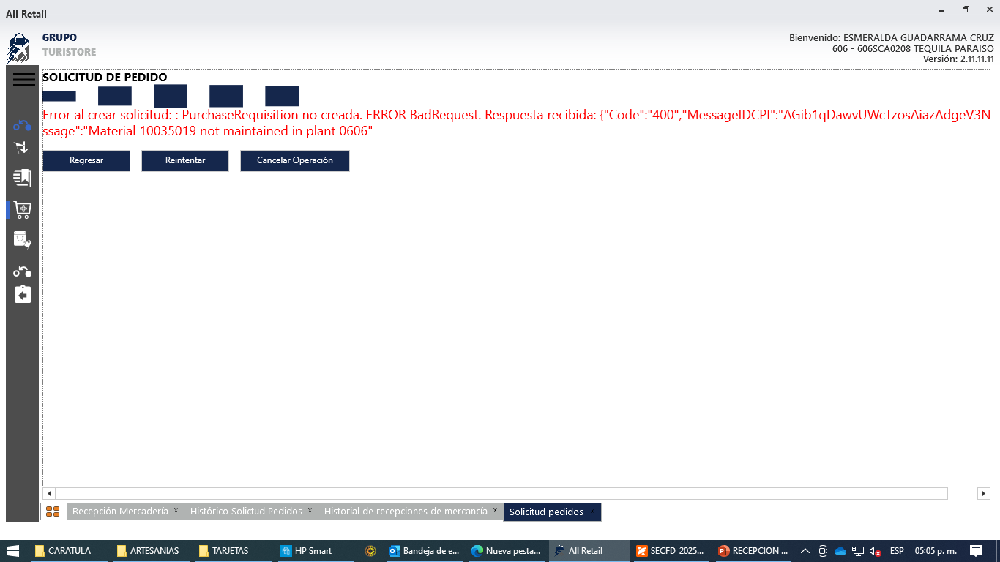 All Retail
GRUPO
TURISTORE
Bienvenido: ESMERALDA GUADARRAMA CRUZ
606 - 606SCA0208 TEQUILA PARAISO
Versión: 2.11.11.11
SOLICITUD DE PEDIDO
Error al crear solicitud: : PurchaseRequisition no creada. ERROR BadRequest. Respuesta recibida: {"Code":"400","MessageIDCPI":"AGib1qDawvUWcTzosAiazAdgeV3N
ssage":"Material 10035019 not maintained in plant 0606"
Regresar Reintentar Cancelar Operación
Recepción Mercadería x Histórico Solictud Pedidos x Historial de recepciones de mercancía x Solicitud pedidos x
CARATULA ARTESANIAS TARJETAS HP Smart Bandeja de e... Nueva pesta... All Retail SECFD_2025... RECEPCION ... ESP 05:05 p. m.